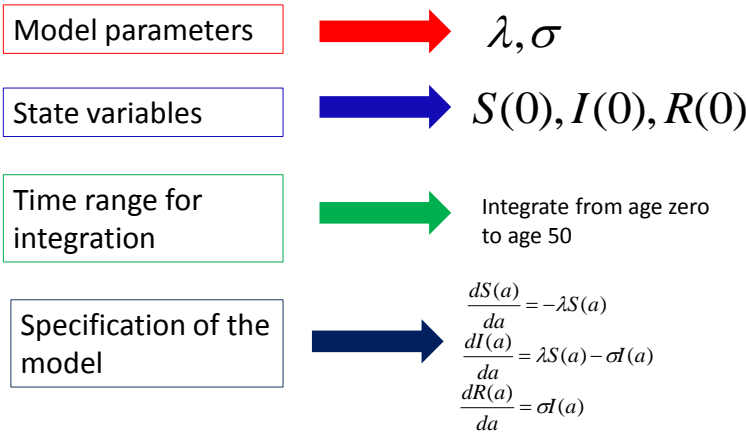 Model parameters
λ, σ
State variables
S(0), I(0), R(0)
Time range for
integration
Integrate from age zero
to age 50
Specification of the
model
dS(a)/da = −λS(a)
dI(a)/da = λS(a) − σI(a)
dR(a)/da = σI(a)